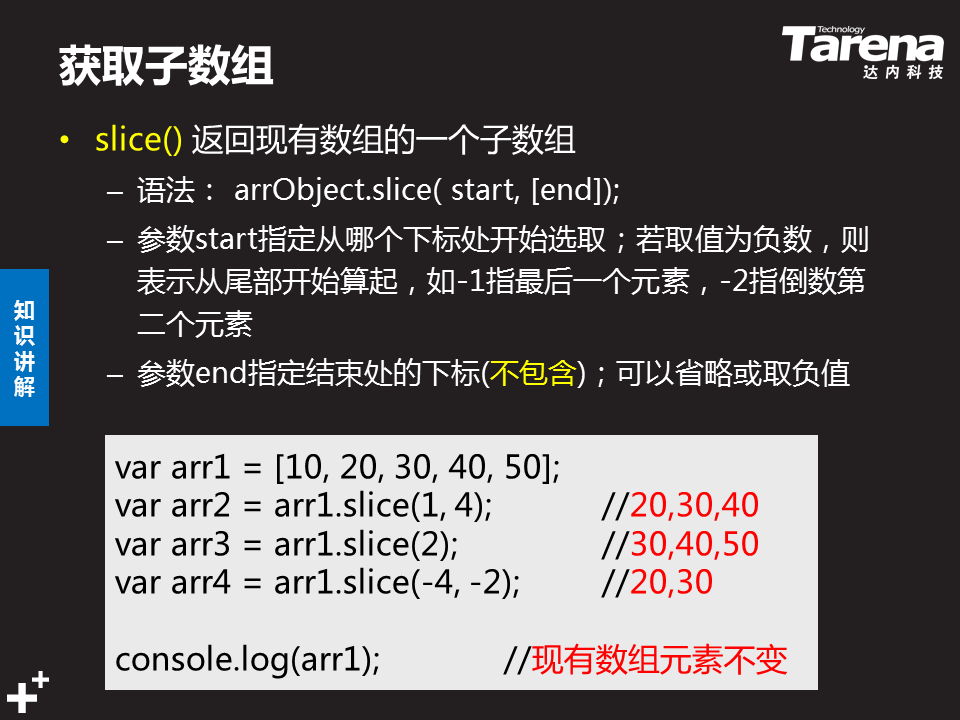 获取子数组
Technology
Tarena
达内科技
• slice() 返回现有数组的一个子数组
– 语法： arrObject.slice( start, [end]);
– 参数start指定从哪个下标处开始选取；若取值为负数，则
表示从尾部开始算起，如-1指最后一个元素，-2指倒数第
二个元素
– 参数end指定结束处的下标(不包含)；可以省略或取负值
知
识
讲
解
var arr1 = [10, 20, 30, 40, 50];
var arr2 = arr1.slice(1, 4); //20,30,40
var arr3 = arr1.slice(2); //30,40,50
var arr4 = arr1.slice(-4, -2); //20,30
console.log(arr1); //现有数组元素不变